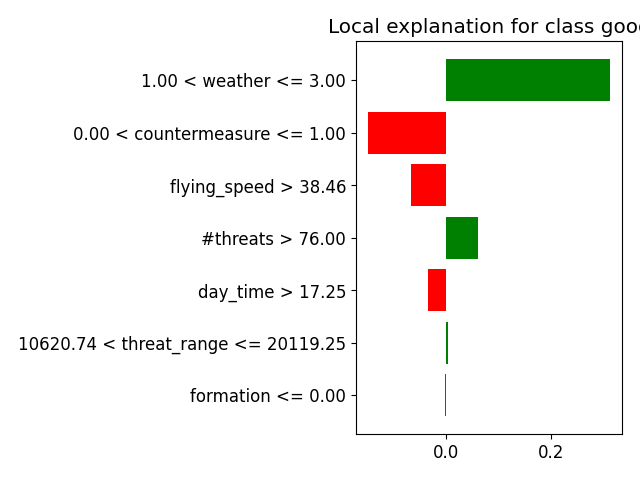 Local explanation for class good
1.00 < weather <= 3.00
0.00 < countermeasure <= 1.00
flying_speed > 38.46
#threats > 76.00
day_time > 17.25
10620.74 < threat_range <= 20119.25
formation <= 0.00
0.0 0.2